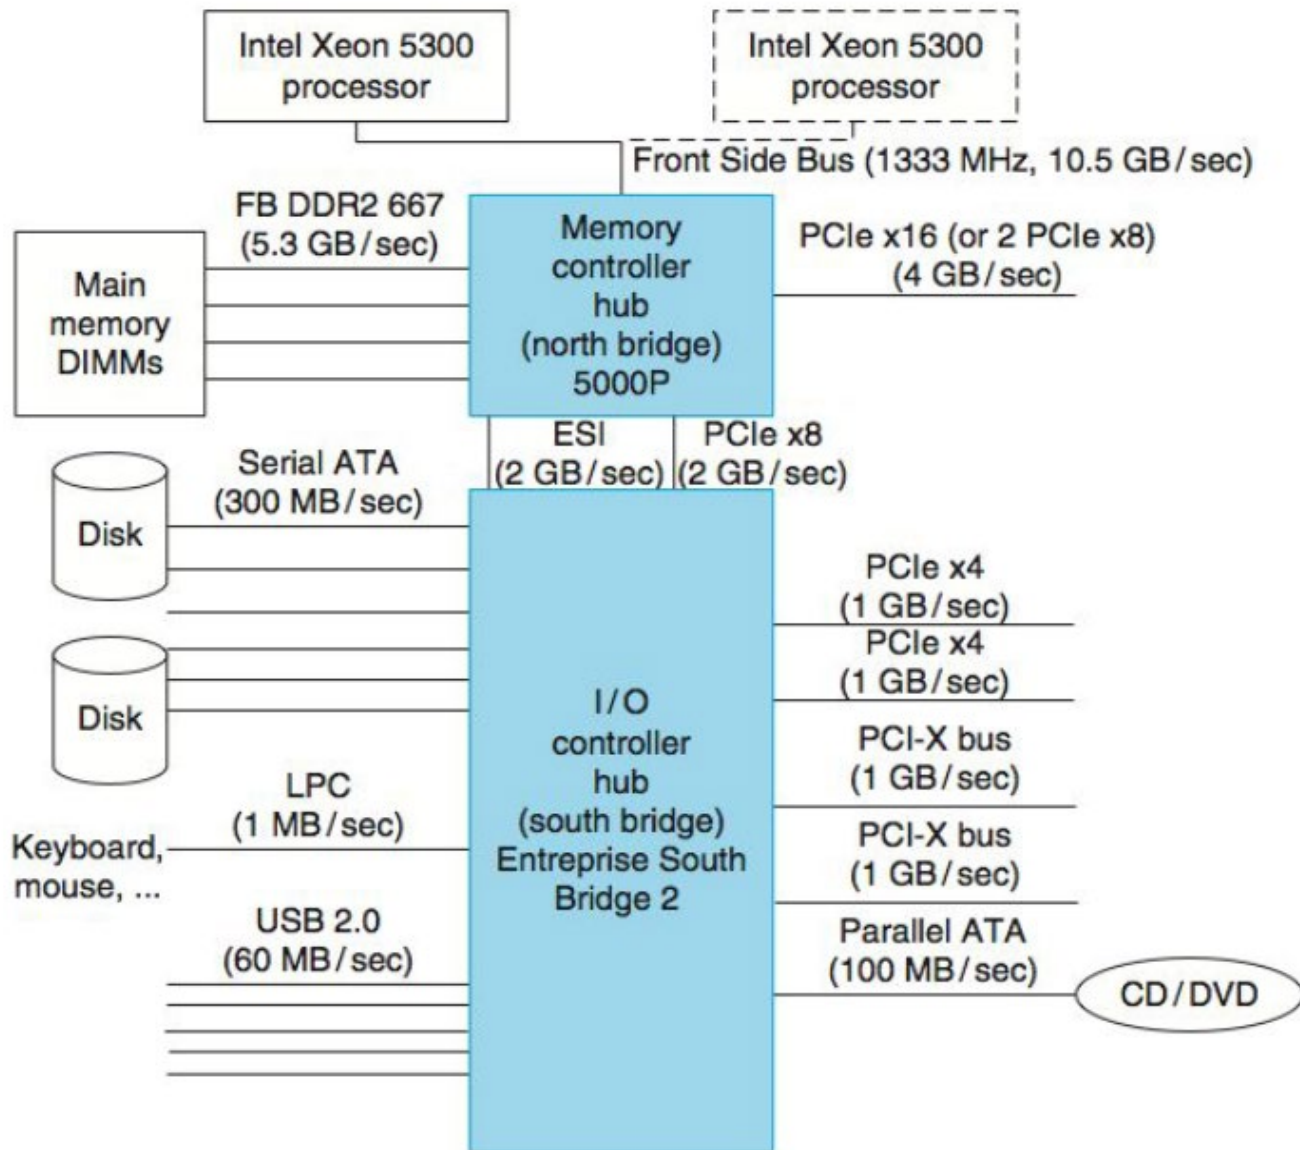 Intel Xeon 5300
processor
Intel Xeon 5300
processor
Front Side Bus (1333 MHz, 10.5 GB/sec)
FB DDR2 667
(5.3 GB/sec)
Main
memory
DIMMs
Memory
controller
hub
(north bridge)
5000P
PCIe x16 (or 2 PCIe x8)
(4 GB/sec)
ESI
(2 GB/sec)
PCIe x8
(2 GB/sec)
Serial ATA
(300 MB/sec)
Disk
Disk
LPC
(1 MB/sec)
Keyboard,
mouse, ...
USB 2.0
(60 MB/sec)
I/O
controller
hub
(south bridge)
Entreprise South
Bridge 2
PCIe x4
(1 GB/sec)
PCIe x4
(1 GB/sec)
PCI-X bus
(1 GB/sec)
PCI-X bus
(1 GB/sec)
Parallel ATA
(100 MB/sec)
CD/DVD